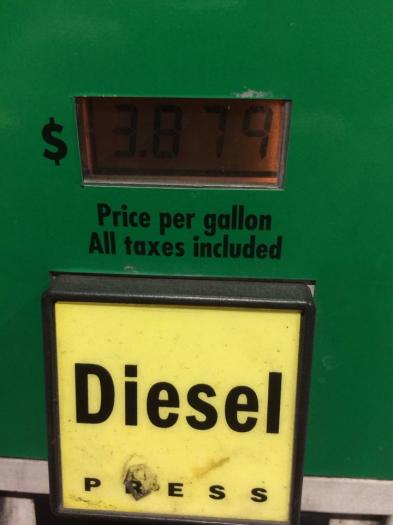 $ 3.879
Price per gallon
All taxes included
Diesel
PRESS